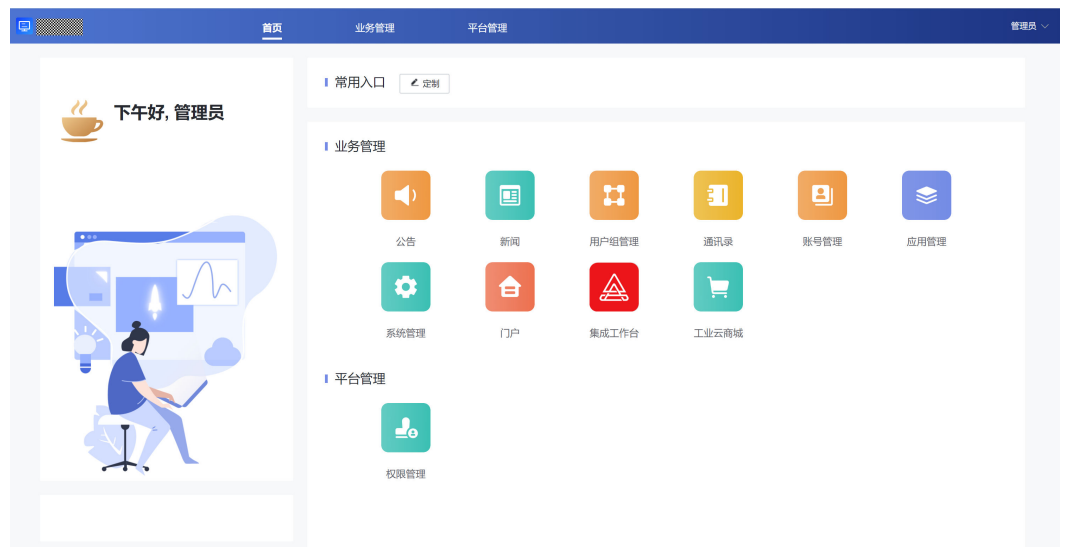 首页 业务管理 平台管理 管理员
下午好, 管理员
常用入口 定制
业务管理
公告 新闻 用户组管理 通讯录 账号管理 应用管理
系统管理 门户 集成工作台 工业云商城
平台管理
权限管理